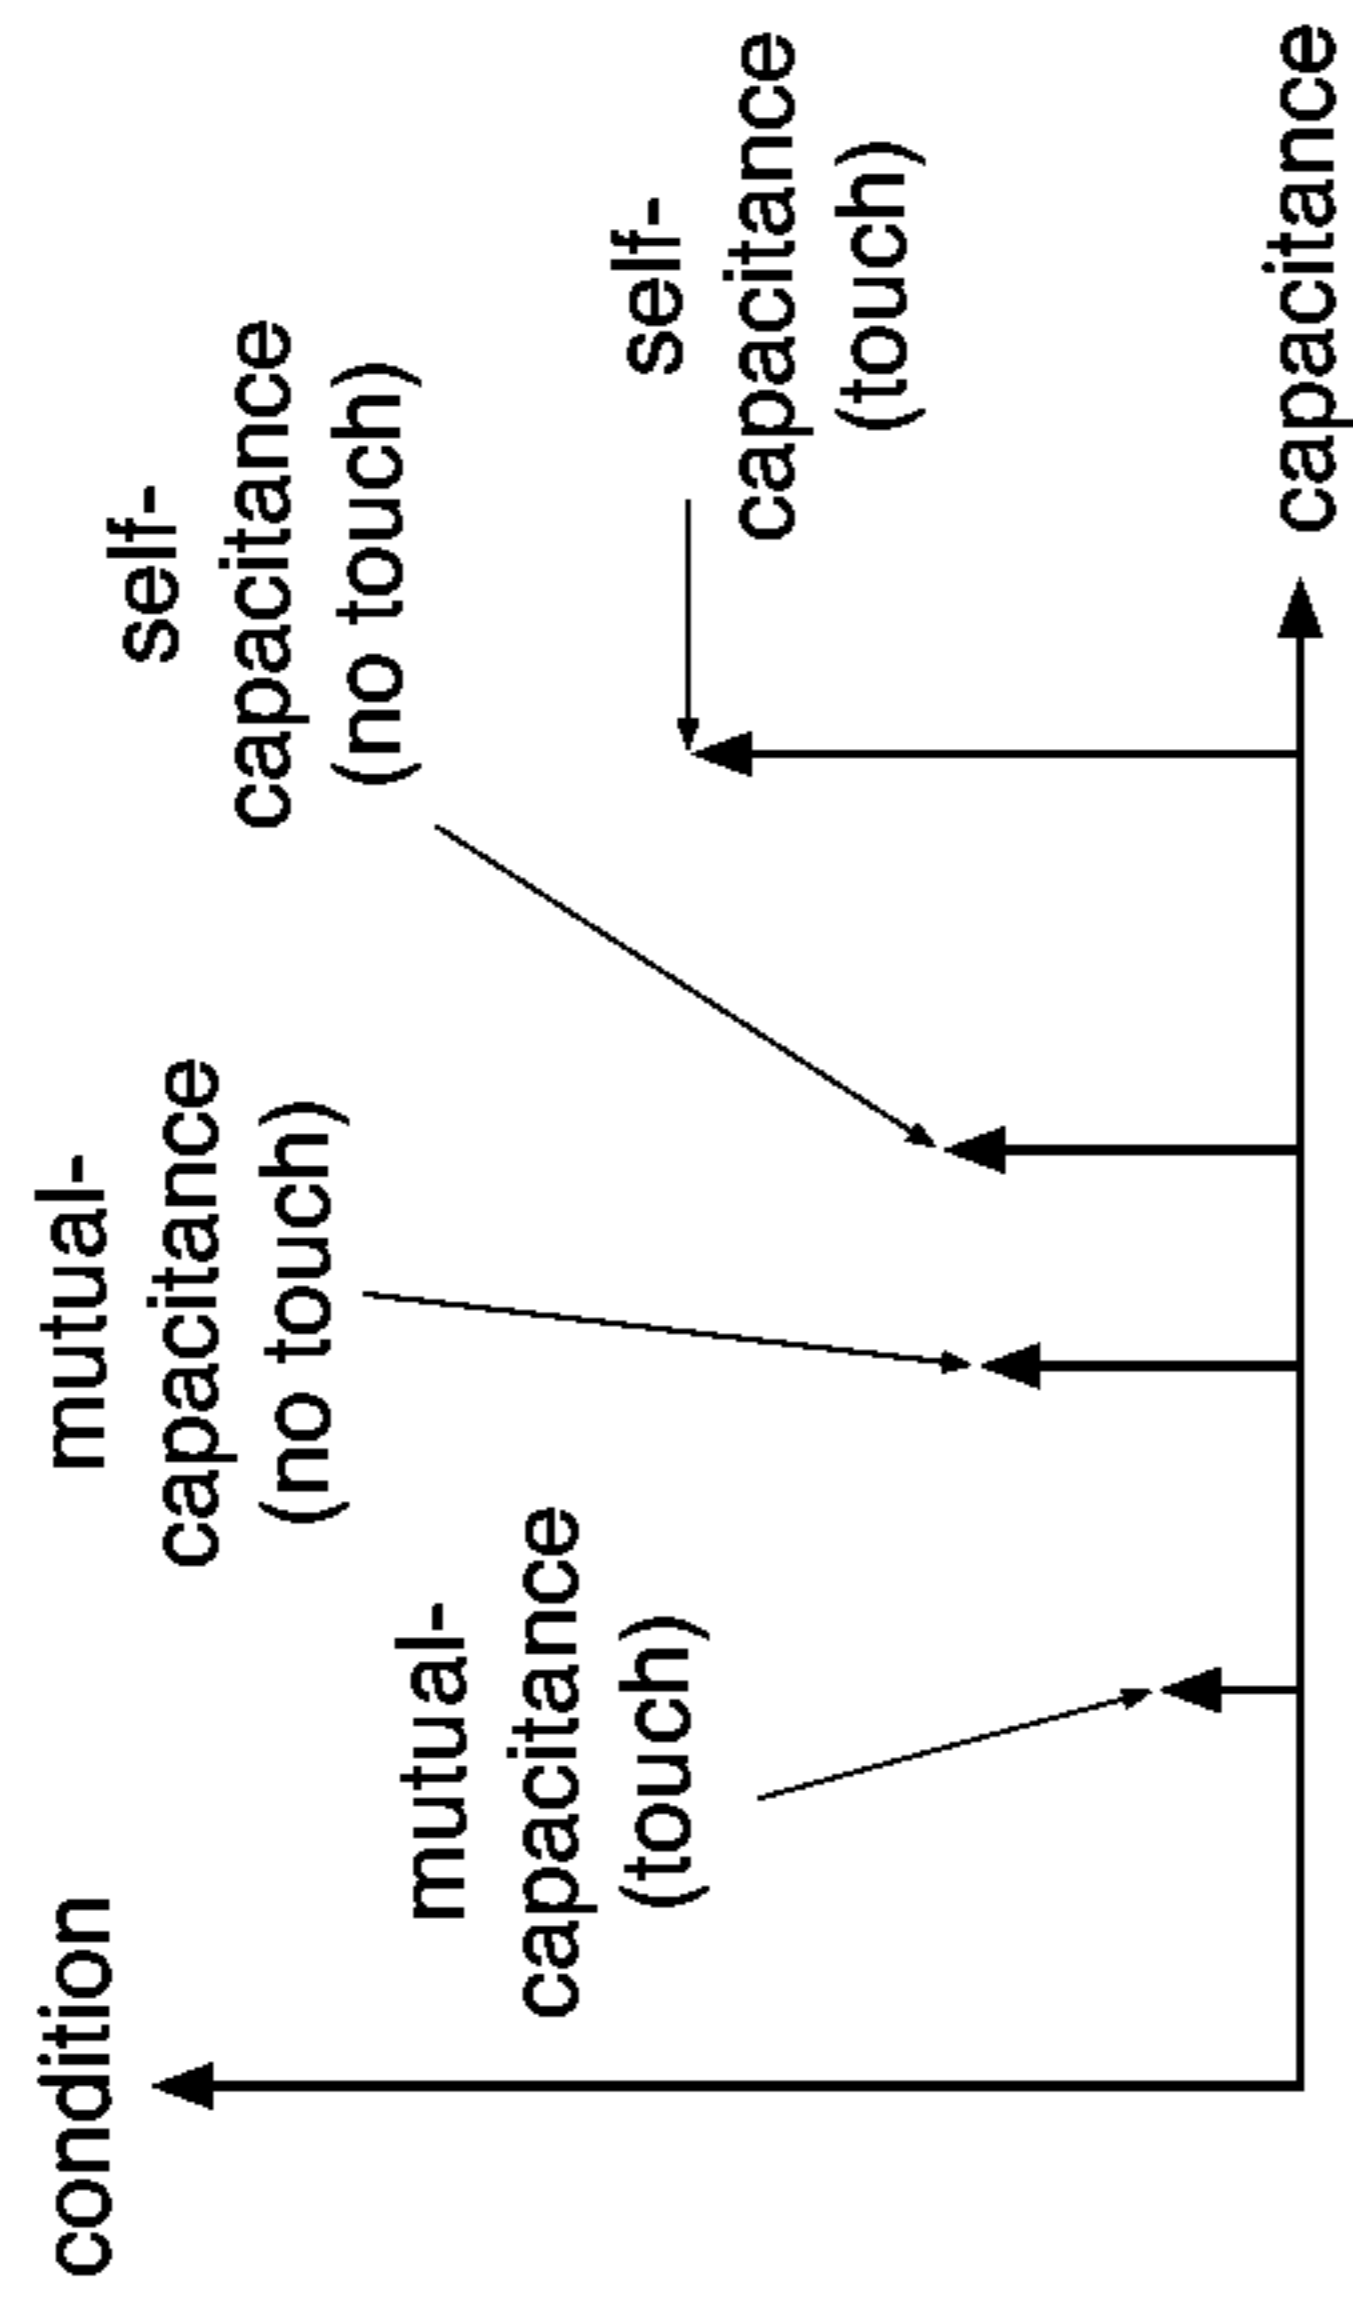 condition
mutual-
capacitance
(touch)
mutual-
capacitance
(no touch)
self-
capacitance
(no touch)
self-
capacitance
(touch)
capacitance